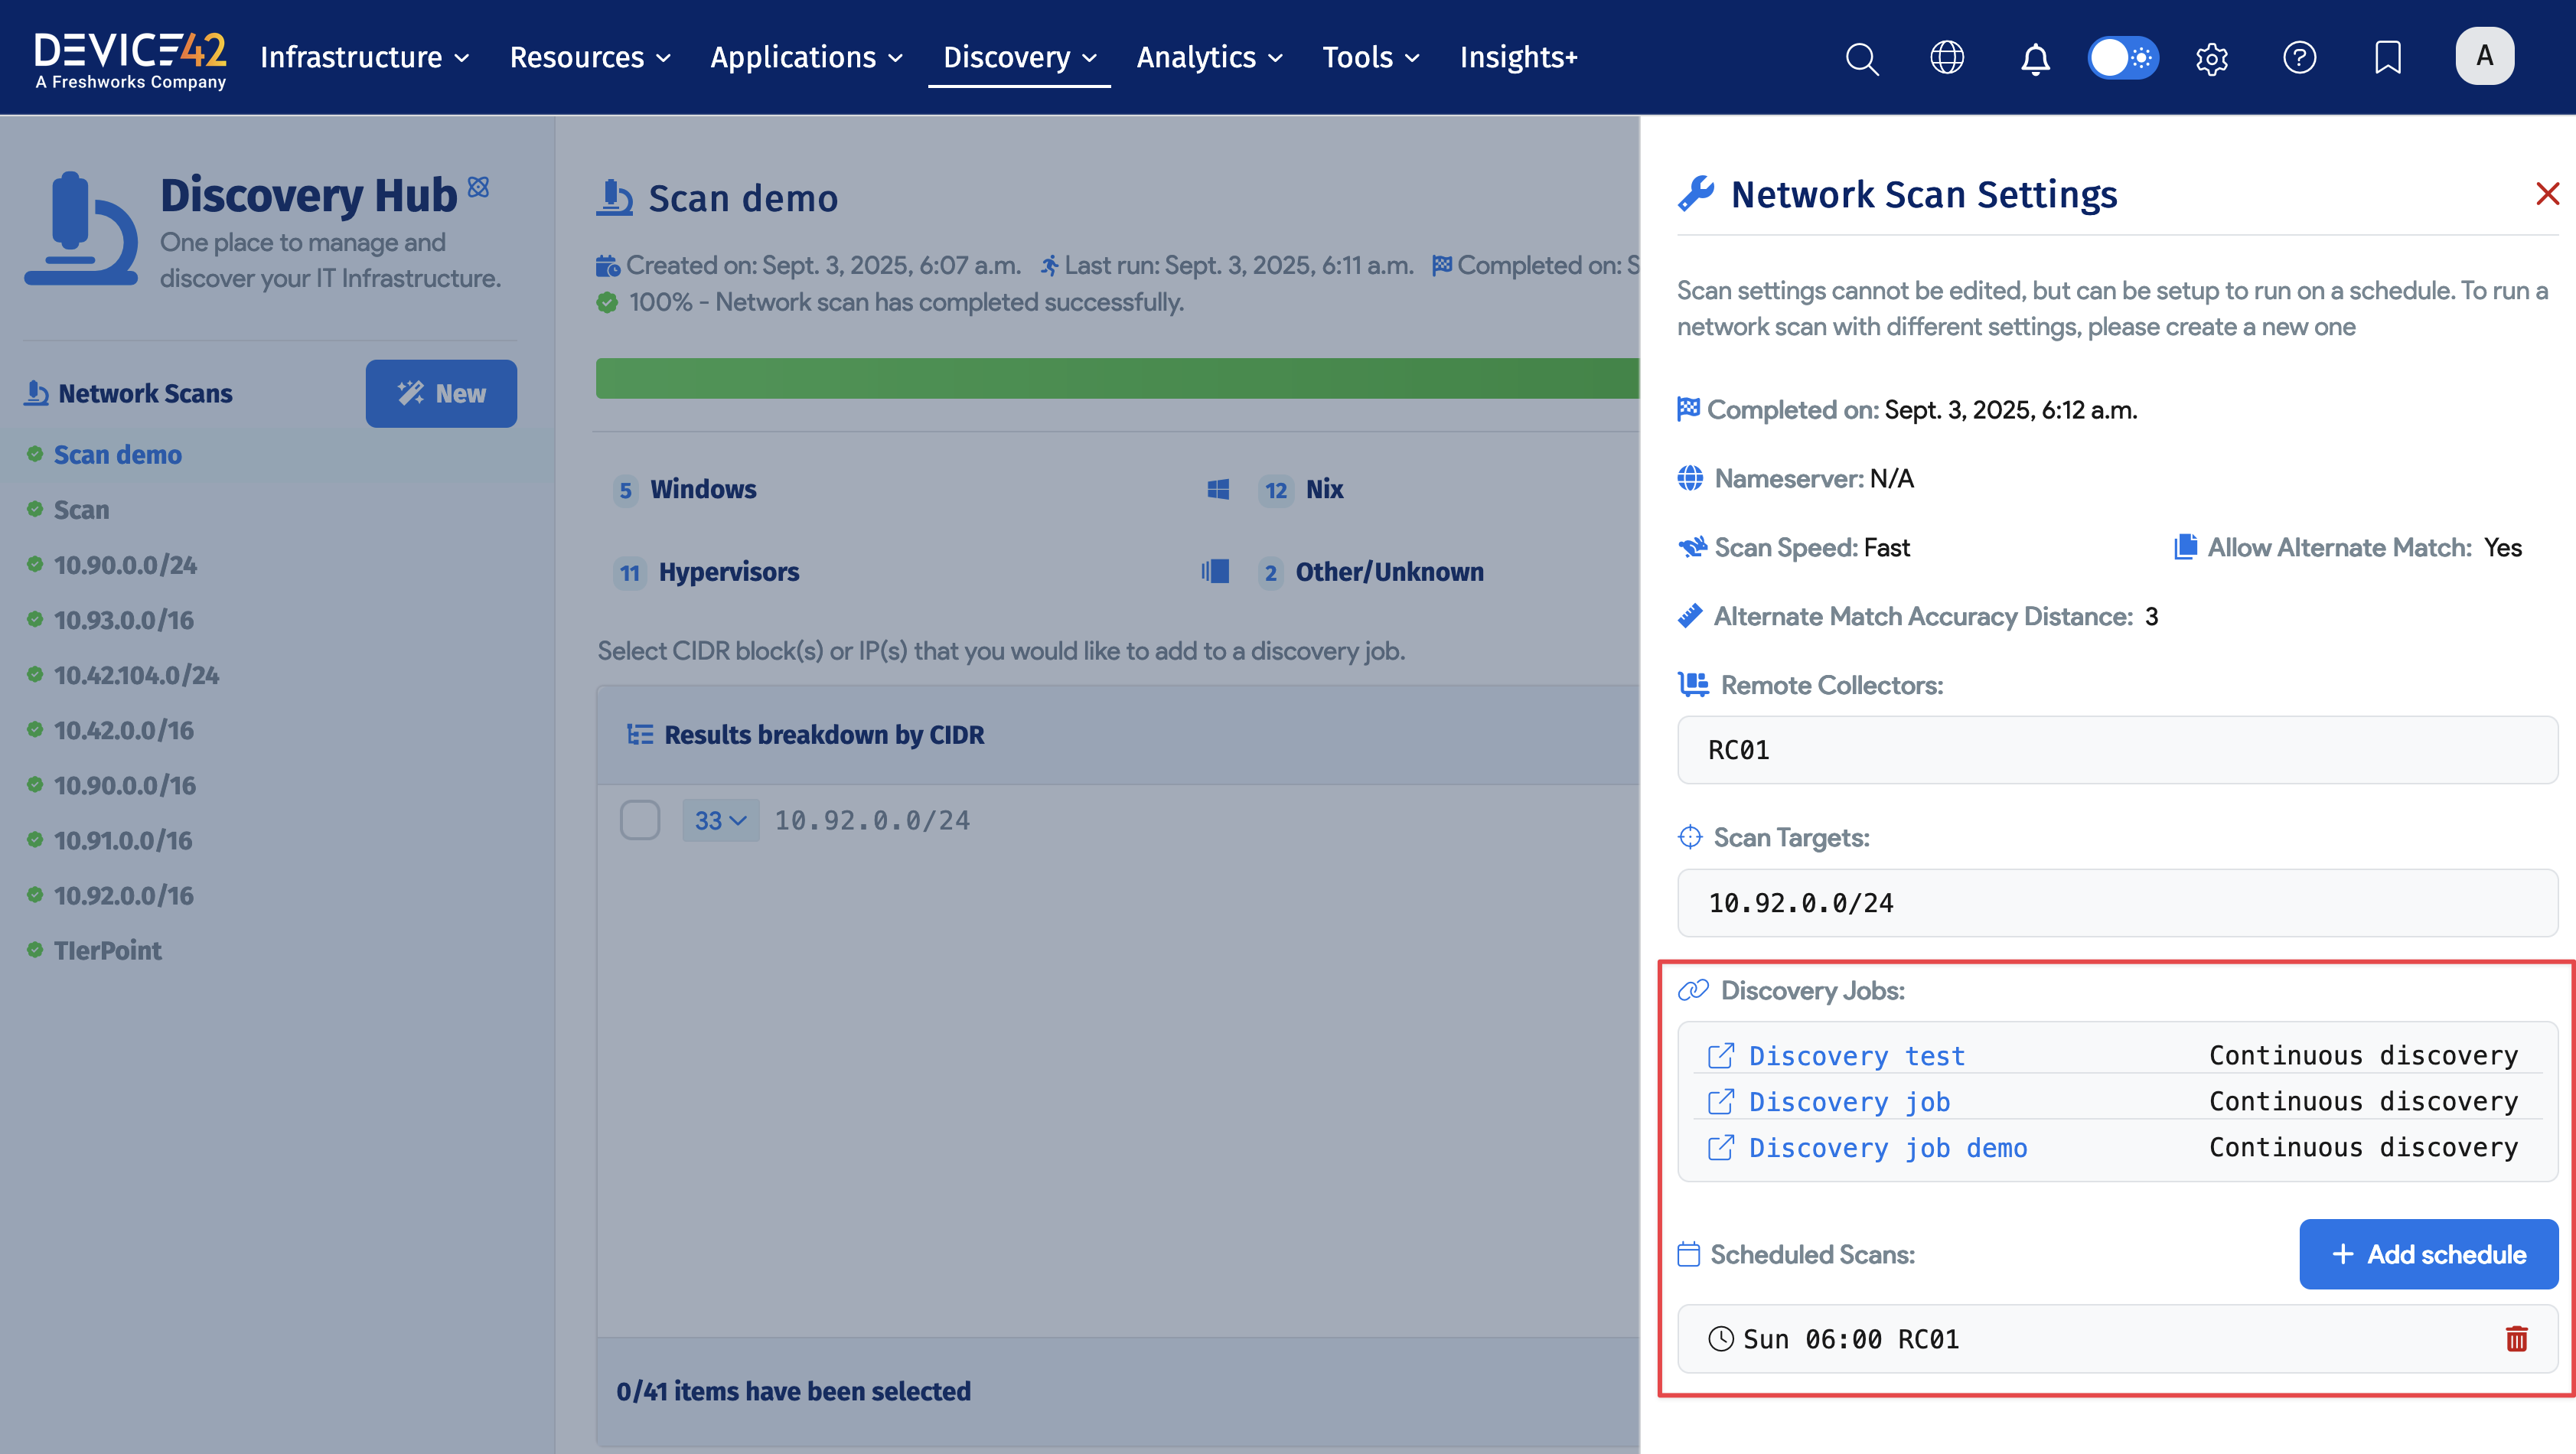 DEVICE42
A Freshworks Company
Infrastructure
Resources
Applications
Discovery
Analytics
Tools
Insights+
A
Discovery Hub
One place to manage and
discover your IT Infrastructure.
Network Scans
New
Scan demo
Scan
10.90.0.0/24
10.93.0.0/16
10.42.104.0/24
10.42.0.0/16
10.90.0.0/16
10.91.0.0/16
10.92.0.0/16
TIerPoint
Scan demo
Created on: Sept. 3, 2025, 6:07 a.m. Last run: Sept. 3, 2025, 6:11 a.m. Completed on: S
100% - Network scan has completed successfully.
5 Windows
12 Nix
11 Hypervisors
2 Other/Unknown
Select CIDR block(s) or IP(s) that you would like to add to a discovery job.
Results breakdown by CIDR
33 10.92.0.0/24
0/41 items have been selected
Network Scan Settings
Scan settings cannot be edited, but can be setup to run on a schedule. To run a
network scan with different settings, please create a new one
Completed on: Sept. 3, 2025, 6:12 a.m.
Nameserver: N/A
Scan Speed: Fast
Allow Alternate Match: Yes
Alternate Match Accuracy Distance: 3
Remote Collectors:
RC01
Scan Targets:
10.92.0.0/24
Discovery Jobs:
Discovery test Continuous discovery
Discovery job Continuous discovery
Discovery job demo Continuous discovery
Scheduled Scans:
+ Add schedule
Sun 06:00 RC01